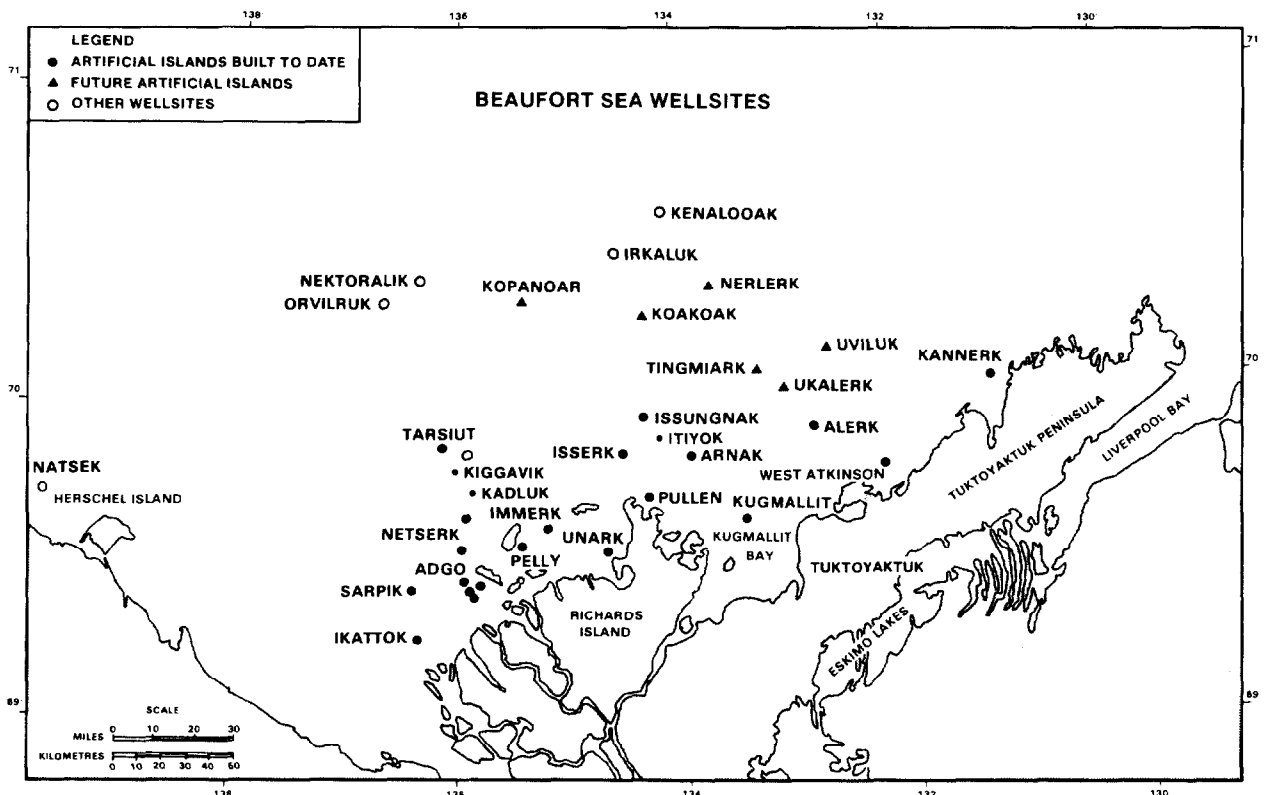 138 136 134 132 130
LEGEND
● ARTIFICIAL ISLANDS BUILT TO DATE
▲ FUTURE ARTIFICIAL ISLANDS
○ OTHER WELLSITES
71 71
BEAUFORT SEA WELLSITES
KENALOOAK
IRKALUK
NEKTORALIK
KOPANOAR
NERLERK
ORVILRUK
KOAKOAK
UVILUK
KANNERK
70
TINGMIARK
UKALERK
70
ISSUNGNAK
ALERK
TUKTOYAKTUK PENINSULA
LIVERPOOL BAY
TARSIUT
ITIYOK
ISSERK
ARNAK
NATSEK
KIGGAVIK
WEST ATKINSON
HERSCHEL ISLAND
KADLUK
PULLEN
KUGMALLIT
IMMERK
NETSERK
UNARK
KUGMALLIT
BAY
PELLY
ADGO
TUKTOYAKTUK
SARPIK
RICHARDS
ISLAND
IKATTOK
ESKIMO LAKES
69 69
SCALE
MILES 0 10 20 30
KILOMETRES 0 10 20 30 40 50
138 136 134 132 130